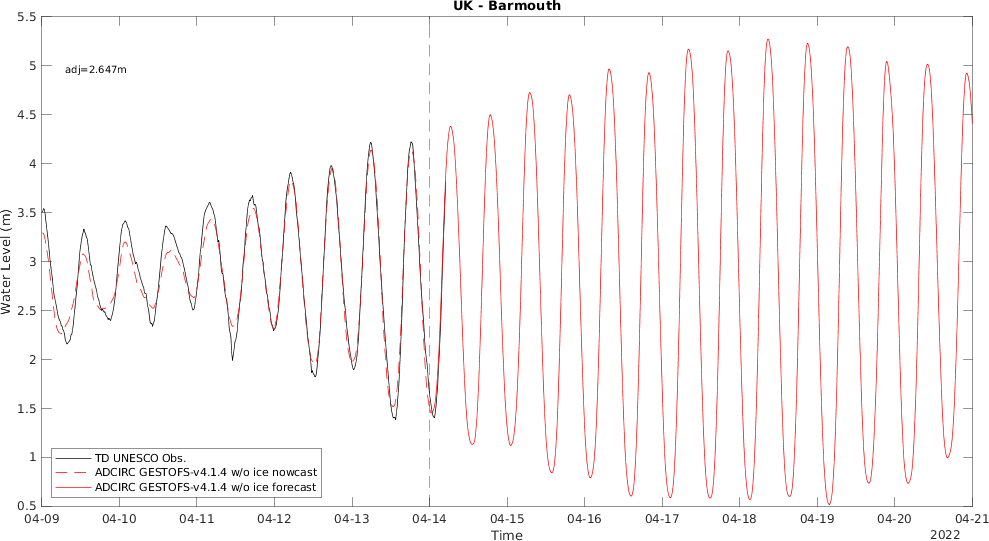 UK - Barmouth
5.5
5
4.5
4
3.5
3
2.5
2
1.5
1
0.5
Water Level (m)
adj=2.647m
TD UNESCO Obs.
ADCIRC GESTOFS-v4.1.4 w/o ice nowcast
ADCIRC GESTOFS-v4.1.4 w/o ice forecast
04-09 04-10 04-11 04-12 04-13 04-14 04-15 04-16 04-17 04-18 04-19 04-20 04-21
Time
2022